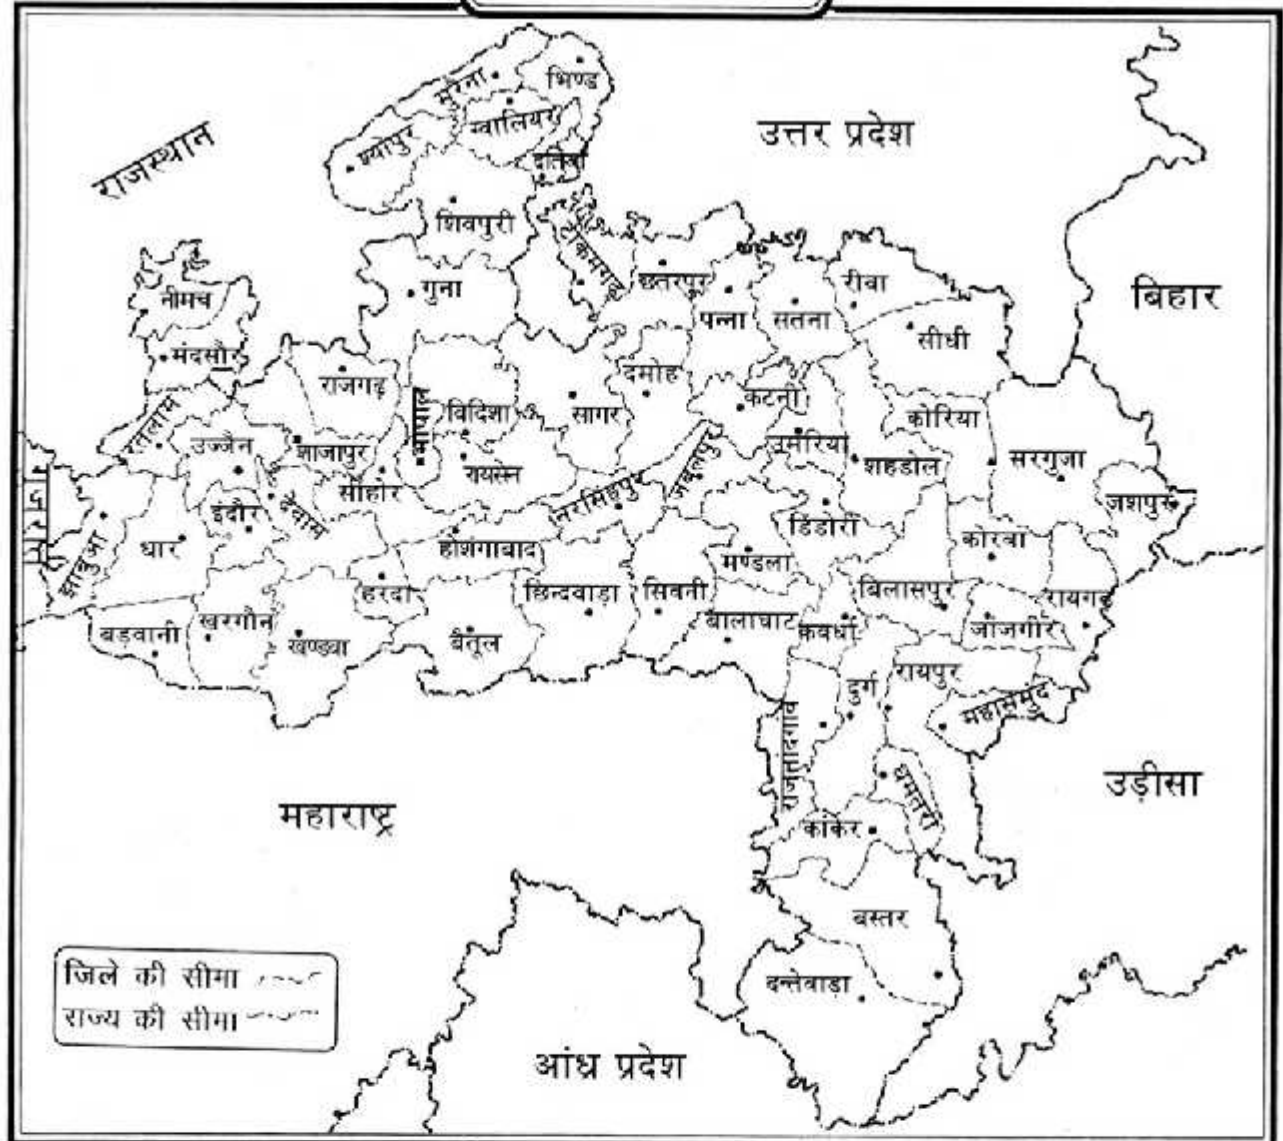 राजस्थान
उत्तर प्रदेश
बिहार
मुरैना
भिण्ड
ग्वालियर
श्योपुर
दतिया
शिवपुरी
टीकमगढ़
गुना
छतरपुर
पन्ना
सतना
रीवा
सीधी
नीमच
मंदसौर
राजगढ़
रतलाम
उज्जैन
शाजापुर
भोपाल
विदिशा
सागर
दमोह
कटनी
उमरिया
शहडोल
कोरिया
सरगुजा
जशपुर
सीहोर
रायसेन
नरसिंहपुर
जबलपुर
डिंडोरी
कोरबा
झाबुआ
धार
इंदौर
देवास
होशंगाबाद
मण्डला
हरदा
छिन्दवाड़ा
सिवनी
बिलासपुर
रायगढ़
बड़वानी
खरगौन
खण्डवा
बैतूल
बालाघाट
कवर्धा
जांजगीर
दुर्ग
रायपुर
महासमुंद
राजनांदगांव
धमतरी
कांकेर
महाराष्ट्र
उड़ीसा
बस्तर
दन्तेवाड़ा
आंध्र प्रदेश
जिले की सीमा
राज्य की सीमा